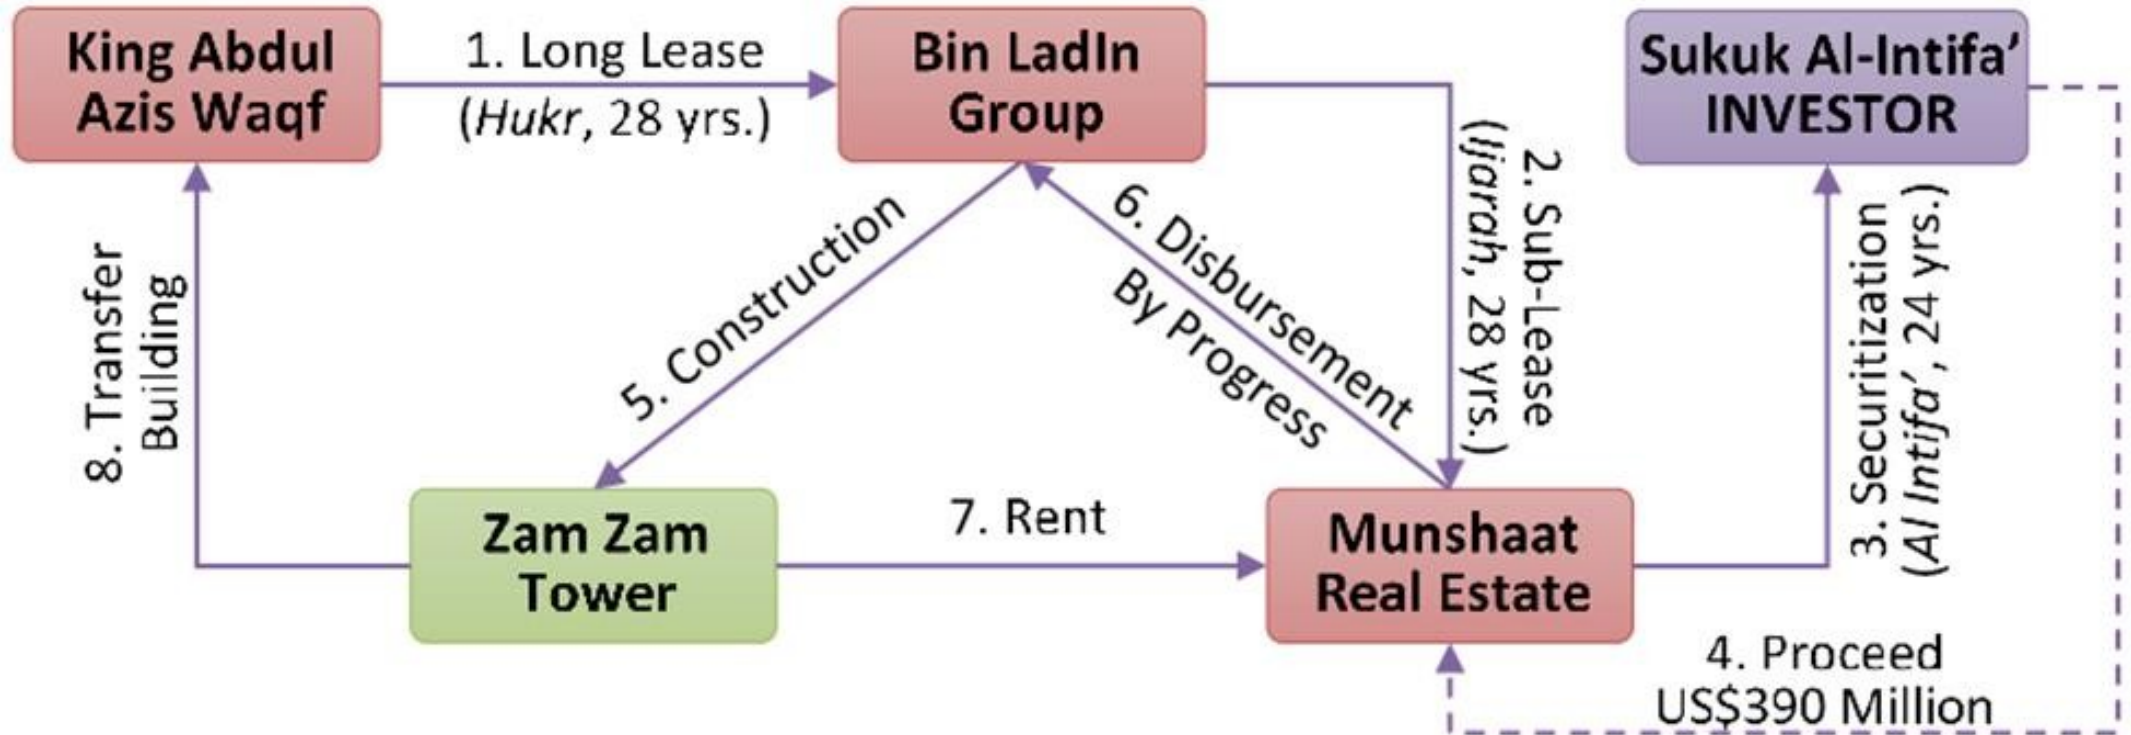 King Abdul
Azis Waqf
1. Long Lease
(Hukr, 28 yrs.)
Bin LadIn
Group
Sukuk Al-Intifa’
INVESTOR
2. Sub-Lease
(Ijarah, 28 yrs.)
3. Securitization
(Al Intifa’, 24 yrs.)
8. Transfer
Building
5. Construction
6. Disbursement
By Progress
Zam Zam
Tower
7. Rent
Munshaat
Real Estate
4. Proceed
US$390 Million